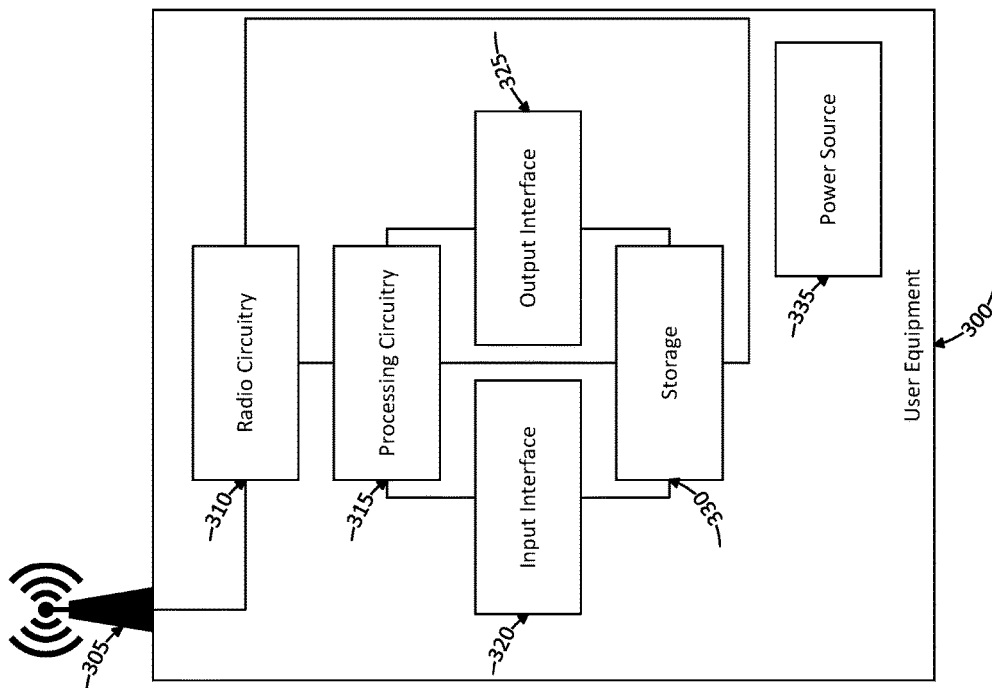 305
310
Radio Circuitry
315
Processing Circuitry
320
Input Interface
325
Output Interface
330
Storage
335
Power Source
User Equipment
300